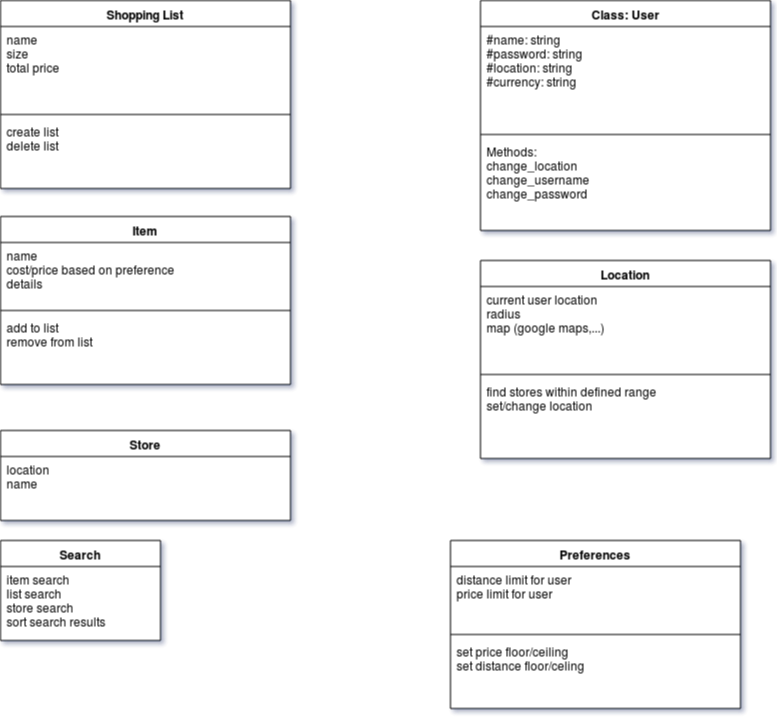 Shopping List
name
size
total price
create list
delete list
Item
name
cost/price based on preference
details
add to list
remove from list
Store
location
name
Search
item search
list search
store search
sort search results
Class: User
#name: string
#password: string
#location: string
#currency: string
Methods:
change_location
change_username
change_password
Location
current user location
radius
map (google maps,...)
find stores within defined range
set/change location
Preferences
distance limit for user
price limit for user
set price floor/ceiling
set distance floor/celing